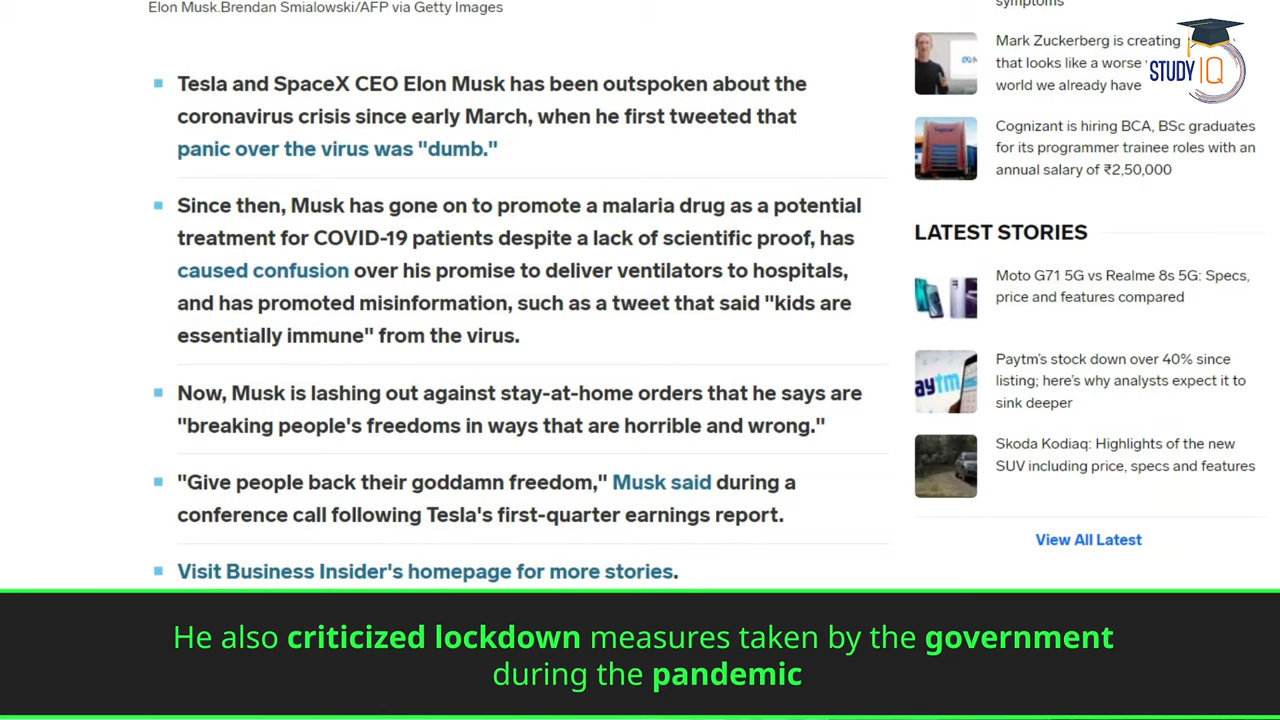 Elon Musk.Brendan Smialowski/AFP via Getty Images
Tesla and SpaceX CEO Elon Musk has been outspoken about the
coronavirus crisis since early March, when he first tweeted that
panic over the virus was "dumb."
Since then, Musk has gone on to promote a malaria drug as a potential
treatment for COVID-19 patients despite a lack of scientific proof, has
caused confusion over his promise to deliver ventilators to hospitals,
and has promoted misinformation, such as a tweet that said "kids are
essentially immune" from the virus.
Now, Musk is lashing out against stay-at-home orders that he says are
"breaking people's freedoms in ways that are horrible and wrong."
"Give people back their goddamn freedom," Musk said during a
conference call following Tesla's first-quarter earnings report.
Visit Business Insider's homepage for more stories.
symptoms
Mark Zuckerberg is creating
that looks like a worse
world we already have
STUDY IQ
Cognizant is hiring BCA, BSc graduates
for its programmer trainee roles with an
annual salary of ₹2,50,000
LATEST STORIES
Moto G71 5G vs Realme 8s 5G: Specs,
price and features compared
Paytm's stock down over 40% since
listing; here's why analysts expect it to
sink deeper
Skoda Kodiaq: Highlights of the new
SUV including price, specs and features
View All Latest
He also criticized lockdown measures taken by the government
during the pandemic